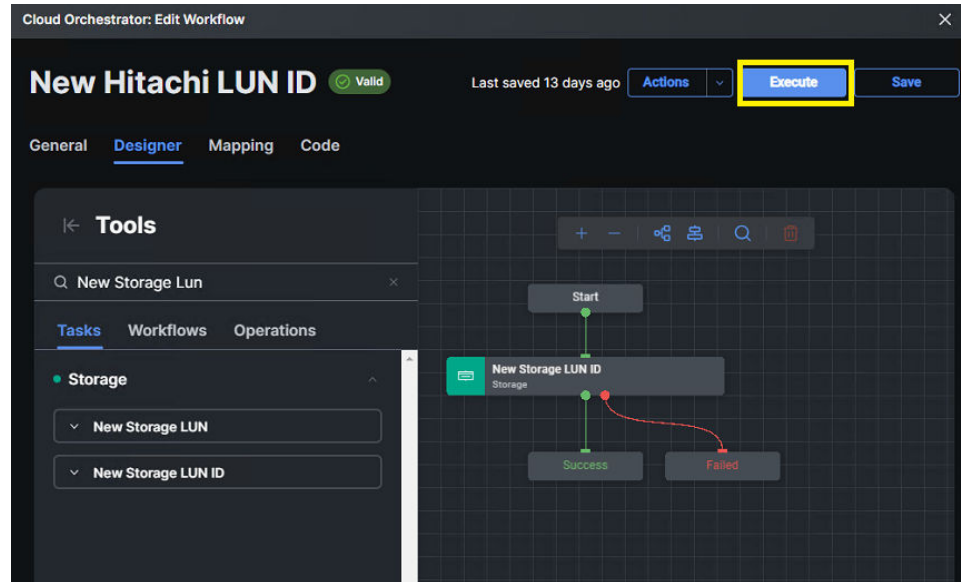 Cloud Orchestrator: Edit Workflow
New Hitachi LUN ID Valid Last saved 13 days ago Actions Execute Save
General Designer Mapping Code
Tools
New Storage Lun
Tasks Workflows Operations
Storage
New Storage LUN
New Storage LUN ID
Start
New Storage LUN ID
Storage
Success Failed